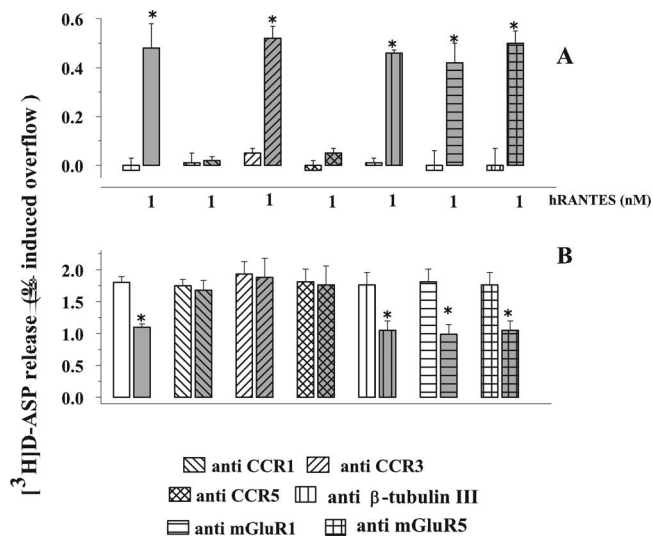 0.6
*
*
*
*
*
A
0.4
0.2
0.0
1
1
1
1
1
1
1
hRANTES (nM)
[3H]D-ASP release (% induced overflow )
B
2.0
1.5
*
*
*
*
1.0
0.5
0.0
anti CCR1
anti CCR3
anti CCR5
anti β-tubulin III
anti mGluR1
anti mGluR5